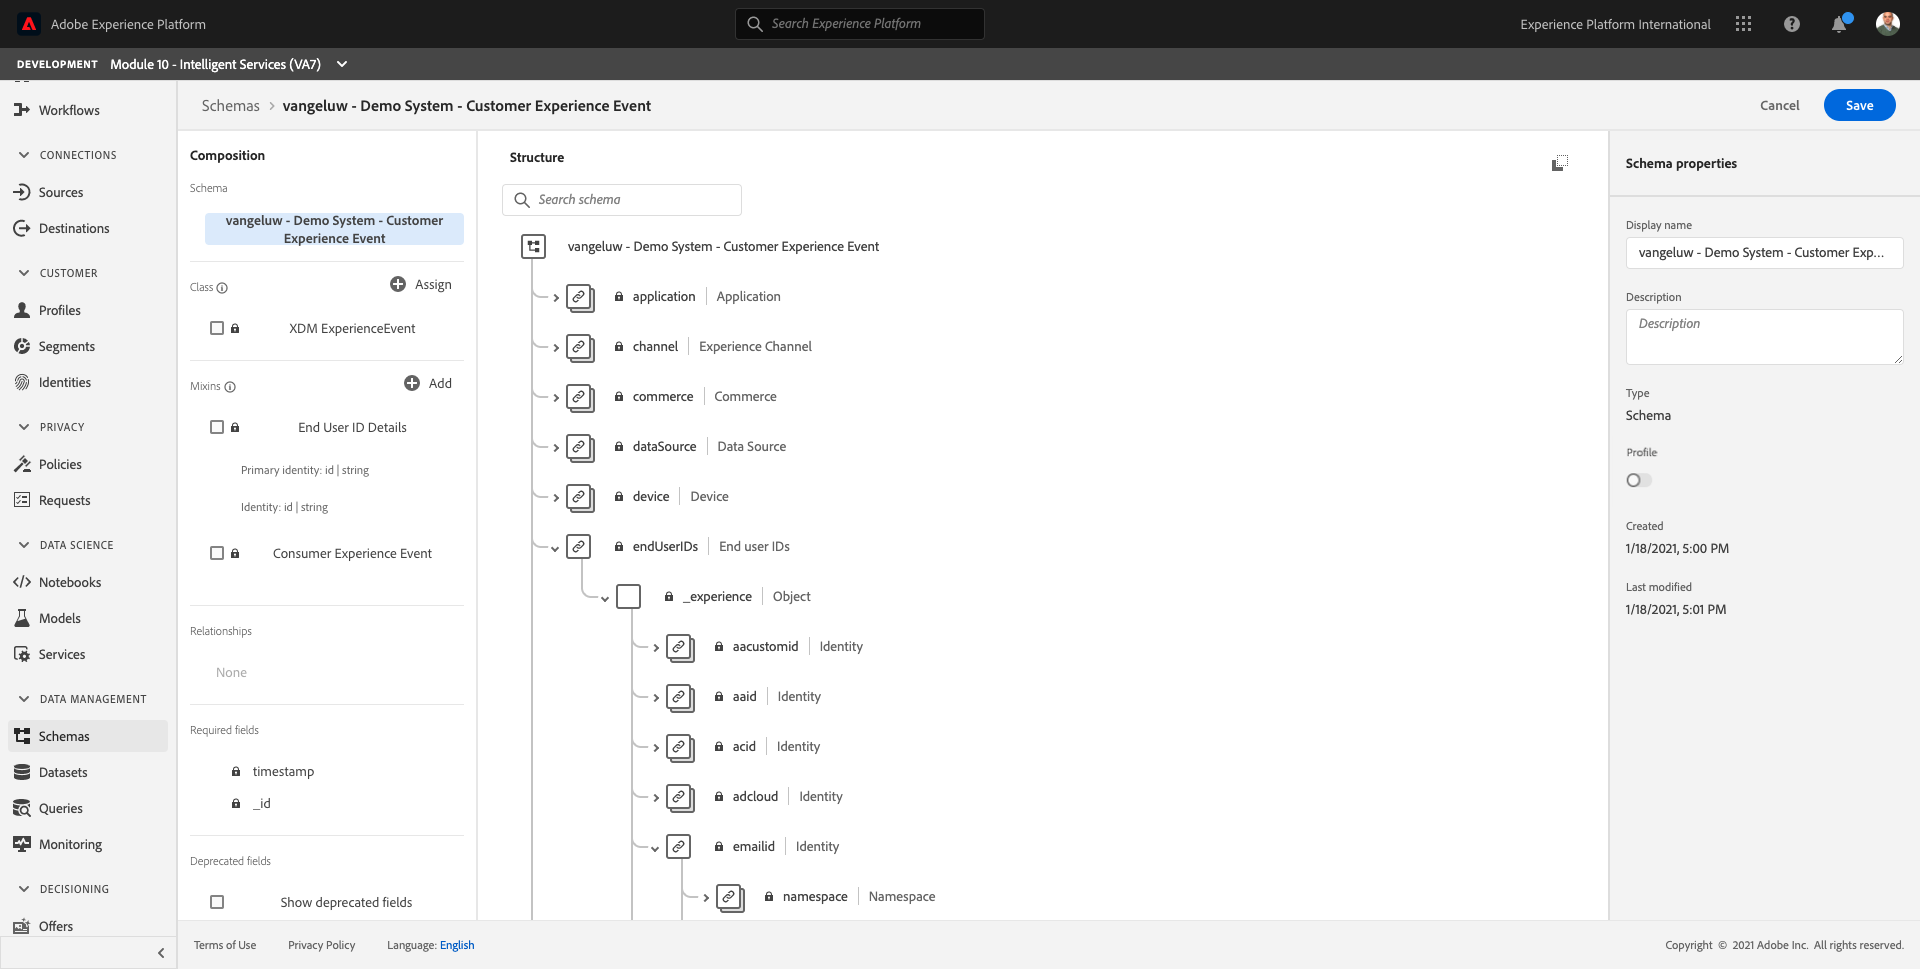 Adobe Experience Platform
Search Experience Platform
Experience Platform International
DEVELOPMENT Module 10 - Intelligent Services (VA7)
Workflows
CONNECTIONS
Sources
Destinations
CUSTOMER
Profiles
Segments
Identities
PRIVACY
Policies
Requests
DATA SCIENCE
Notebooks
Models
Services
DATA MANAGEMENT
Schemas
Datasets
Queries
Monitoring
DECISIONING
Offers
Schemas > vangeluw - Demo System - Customer Experience Event
Cancel
Save
Composition
Schema
vangeluw - Demo System - Customer
Experience Event
Class
Assign
XDM ExperienceEvent
Mixins
Add
End User ID Details
Primary identity: id | string
Identity: id | string
Consumer Experience Event
Relationships
None
Required fields
timestamp
_id
Deprecated fields
Show deprecated fields
Structure
Search schema
vangeluw - Demo System - Customer Experience Event
application | Application
channel | Experience Channel
commerce | Commerce
dataSource | Data Source
device | Device
endUserIDs | End user IDs
_experience | Object
aacustomid | Identity
aaid | Identity
acid | Identity
adcloud | Identity
emailid | Identity
namespace | Namespace
Schema properties
Display name
vangeluw - Demo System - Customer Exp...
Description
Description
Type
Schema
Profile
Created
1/18/2021, 5:00 PM
Last modified
1/18/2021, 5:01 PM
Terms of Use
Privacy Policy
Language: English
Copyright © 2021 Adobe Inc. All rights reserved.